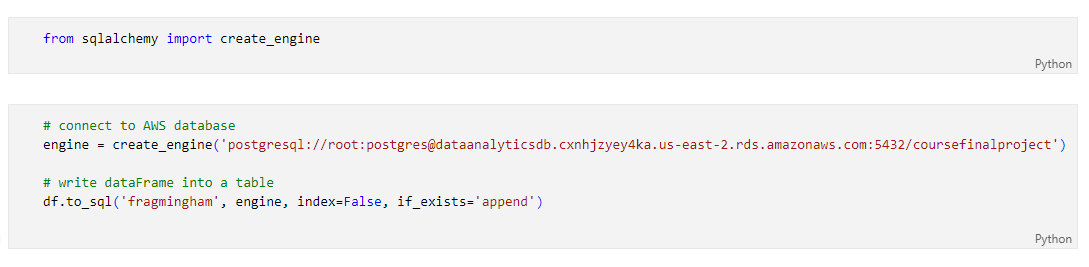 from sqlalchemy import create_engine
Python
# connect to AWS database
engine = create_engine('postgresql://root:postgres@dataanalyticsdb.cxnhjzyey4ka.us-east-2.rds.amazonaws.com:5432/coursefinalproject')
# write dataFrame into a table
df.to_sql('fragmingham', engine, index=False, if_exists='append')
Python